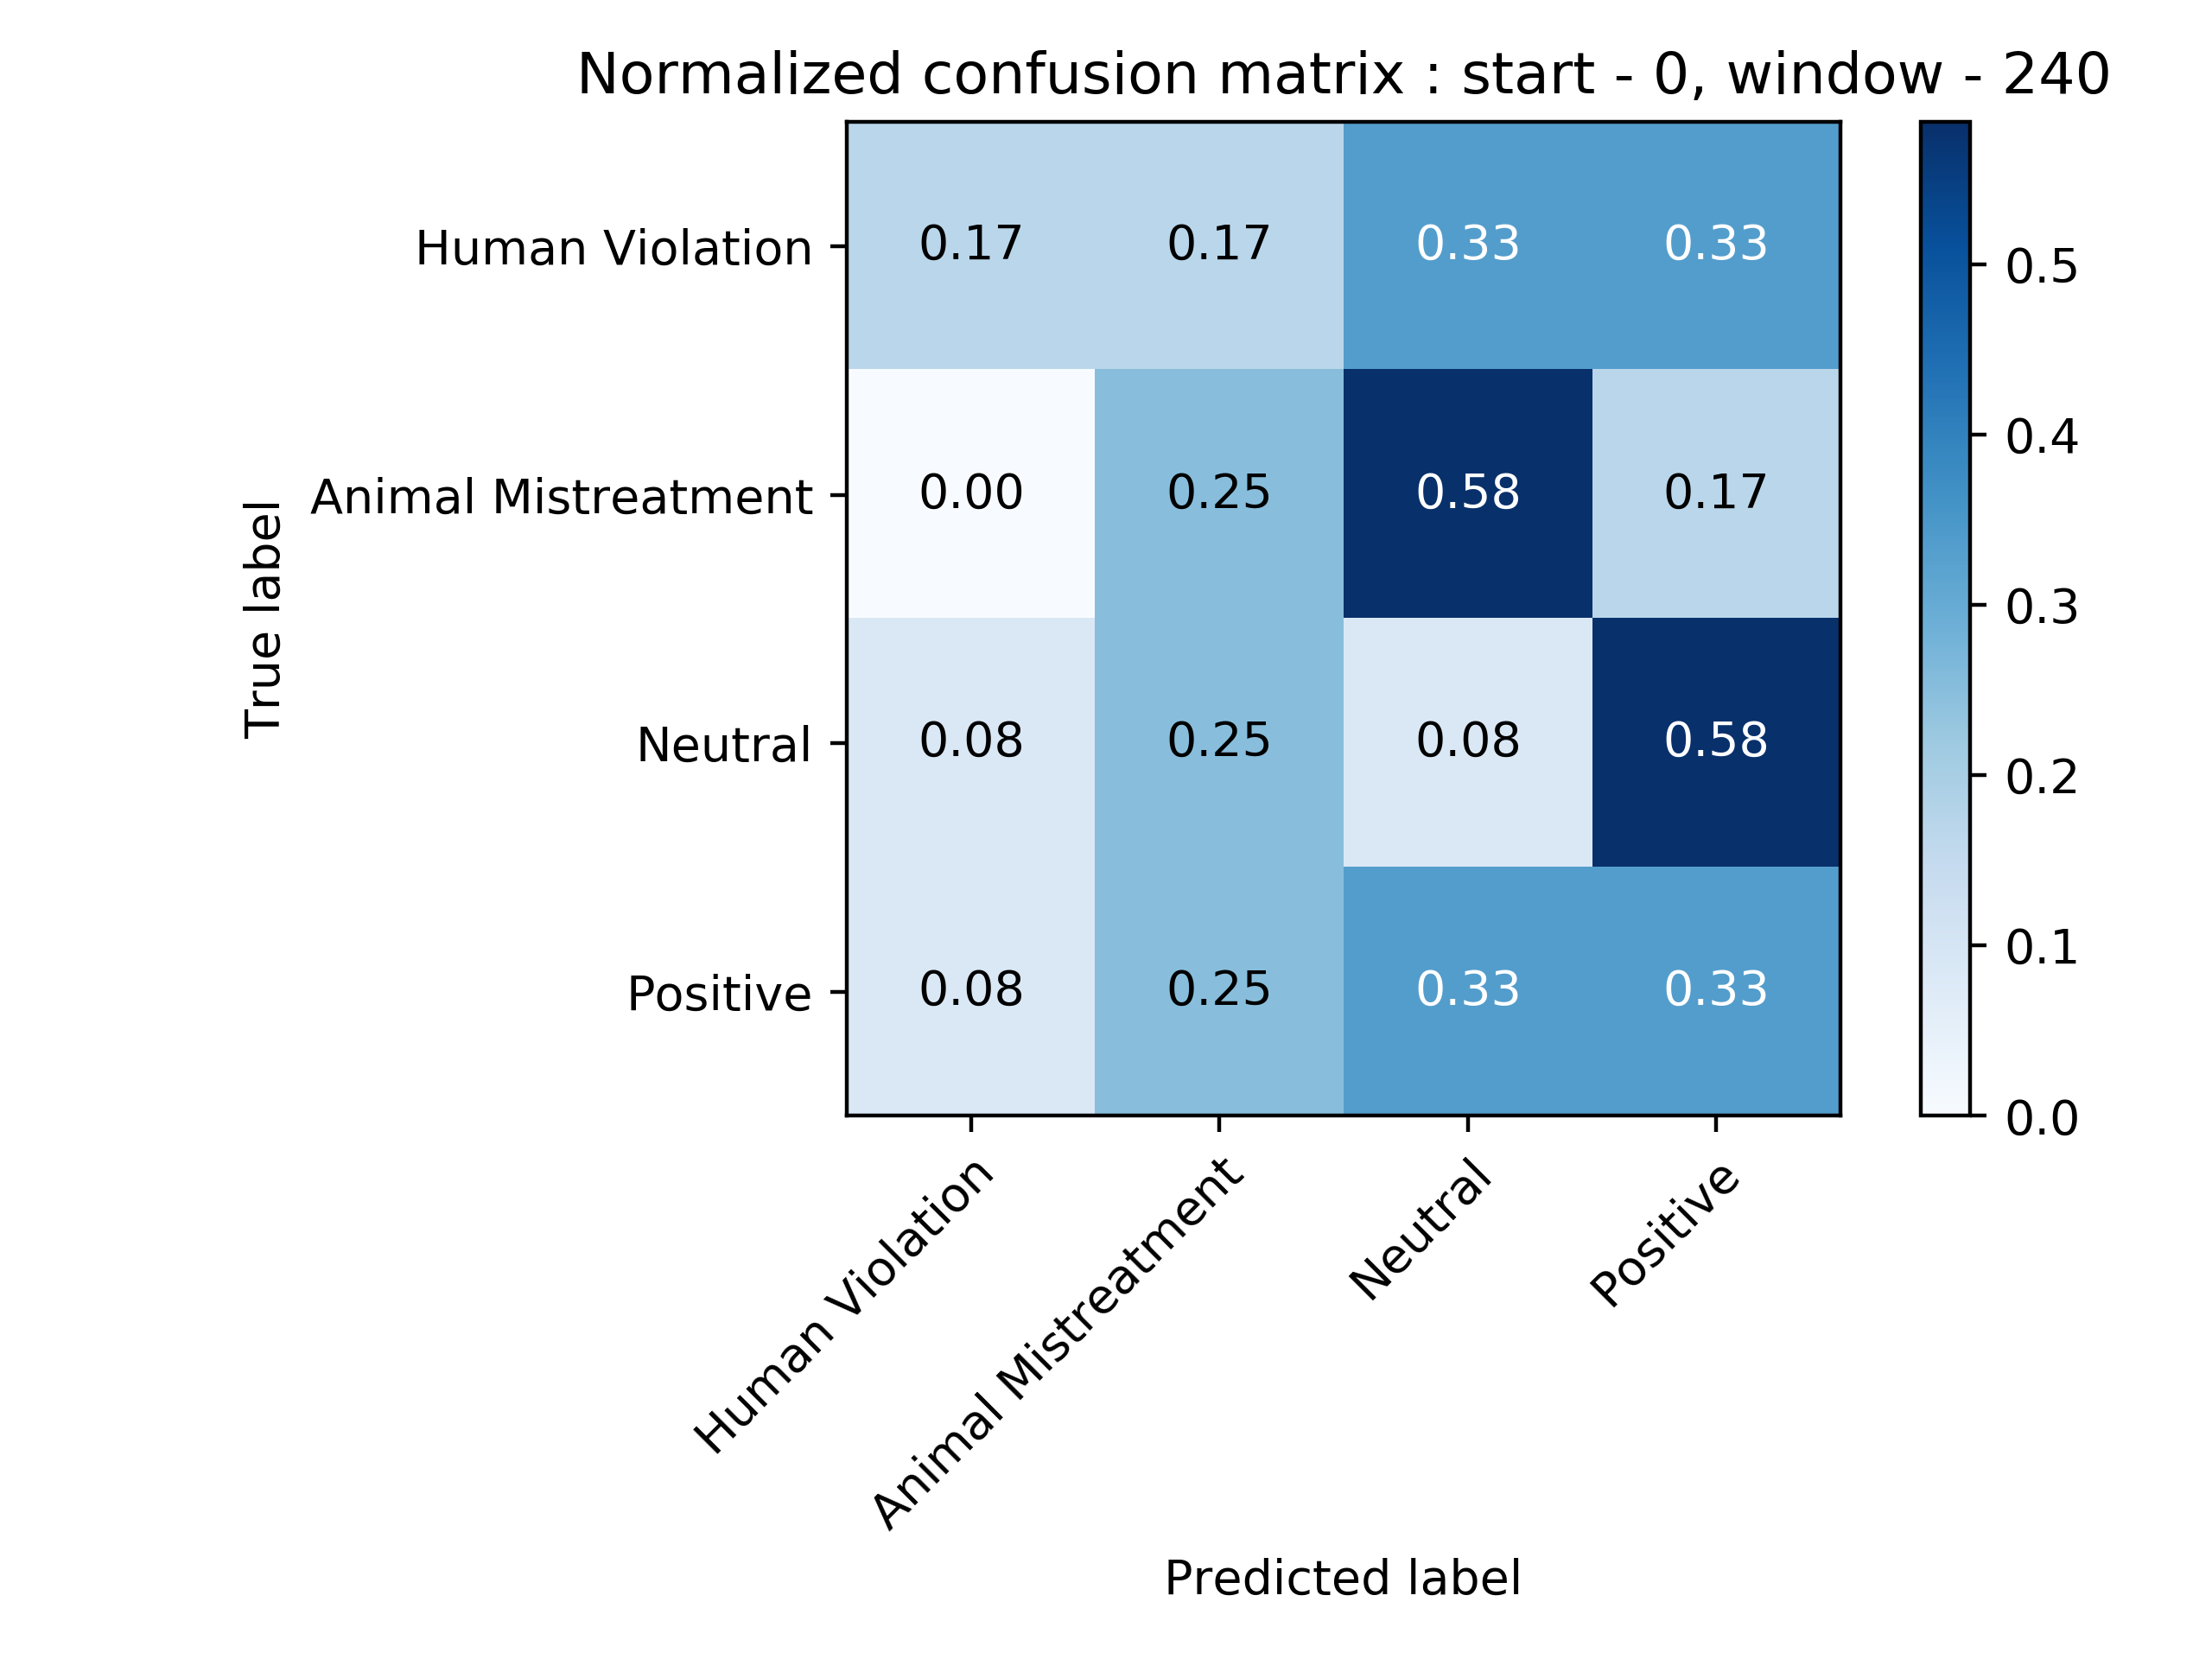 Normalized confusion matrix : start - 0, window - 240
True label
Human Violation
0.17 0.17 0.33 0.33
Animal Mistreatment
0.00 0.25 0.58 0.17
Neutral
0.08 0.25 0.08 0.58
Positive
0.08 0.25 0.33 0.33
Human Violation
Animal Mistreatment
Neutral
Positive
Predicted label
0.5
0.4
0.3
0.2
0.1
0.0